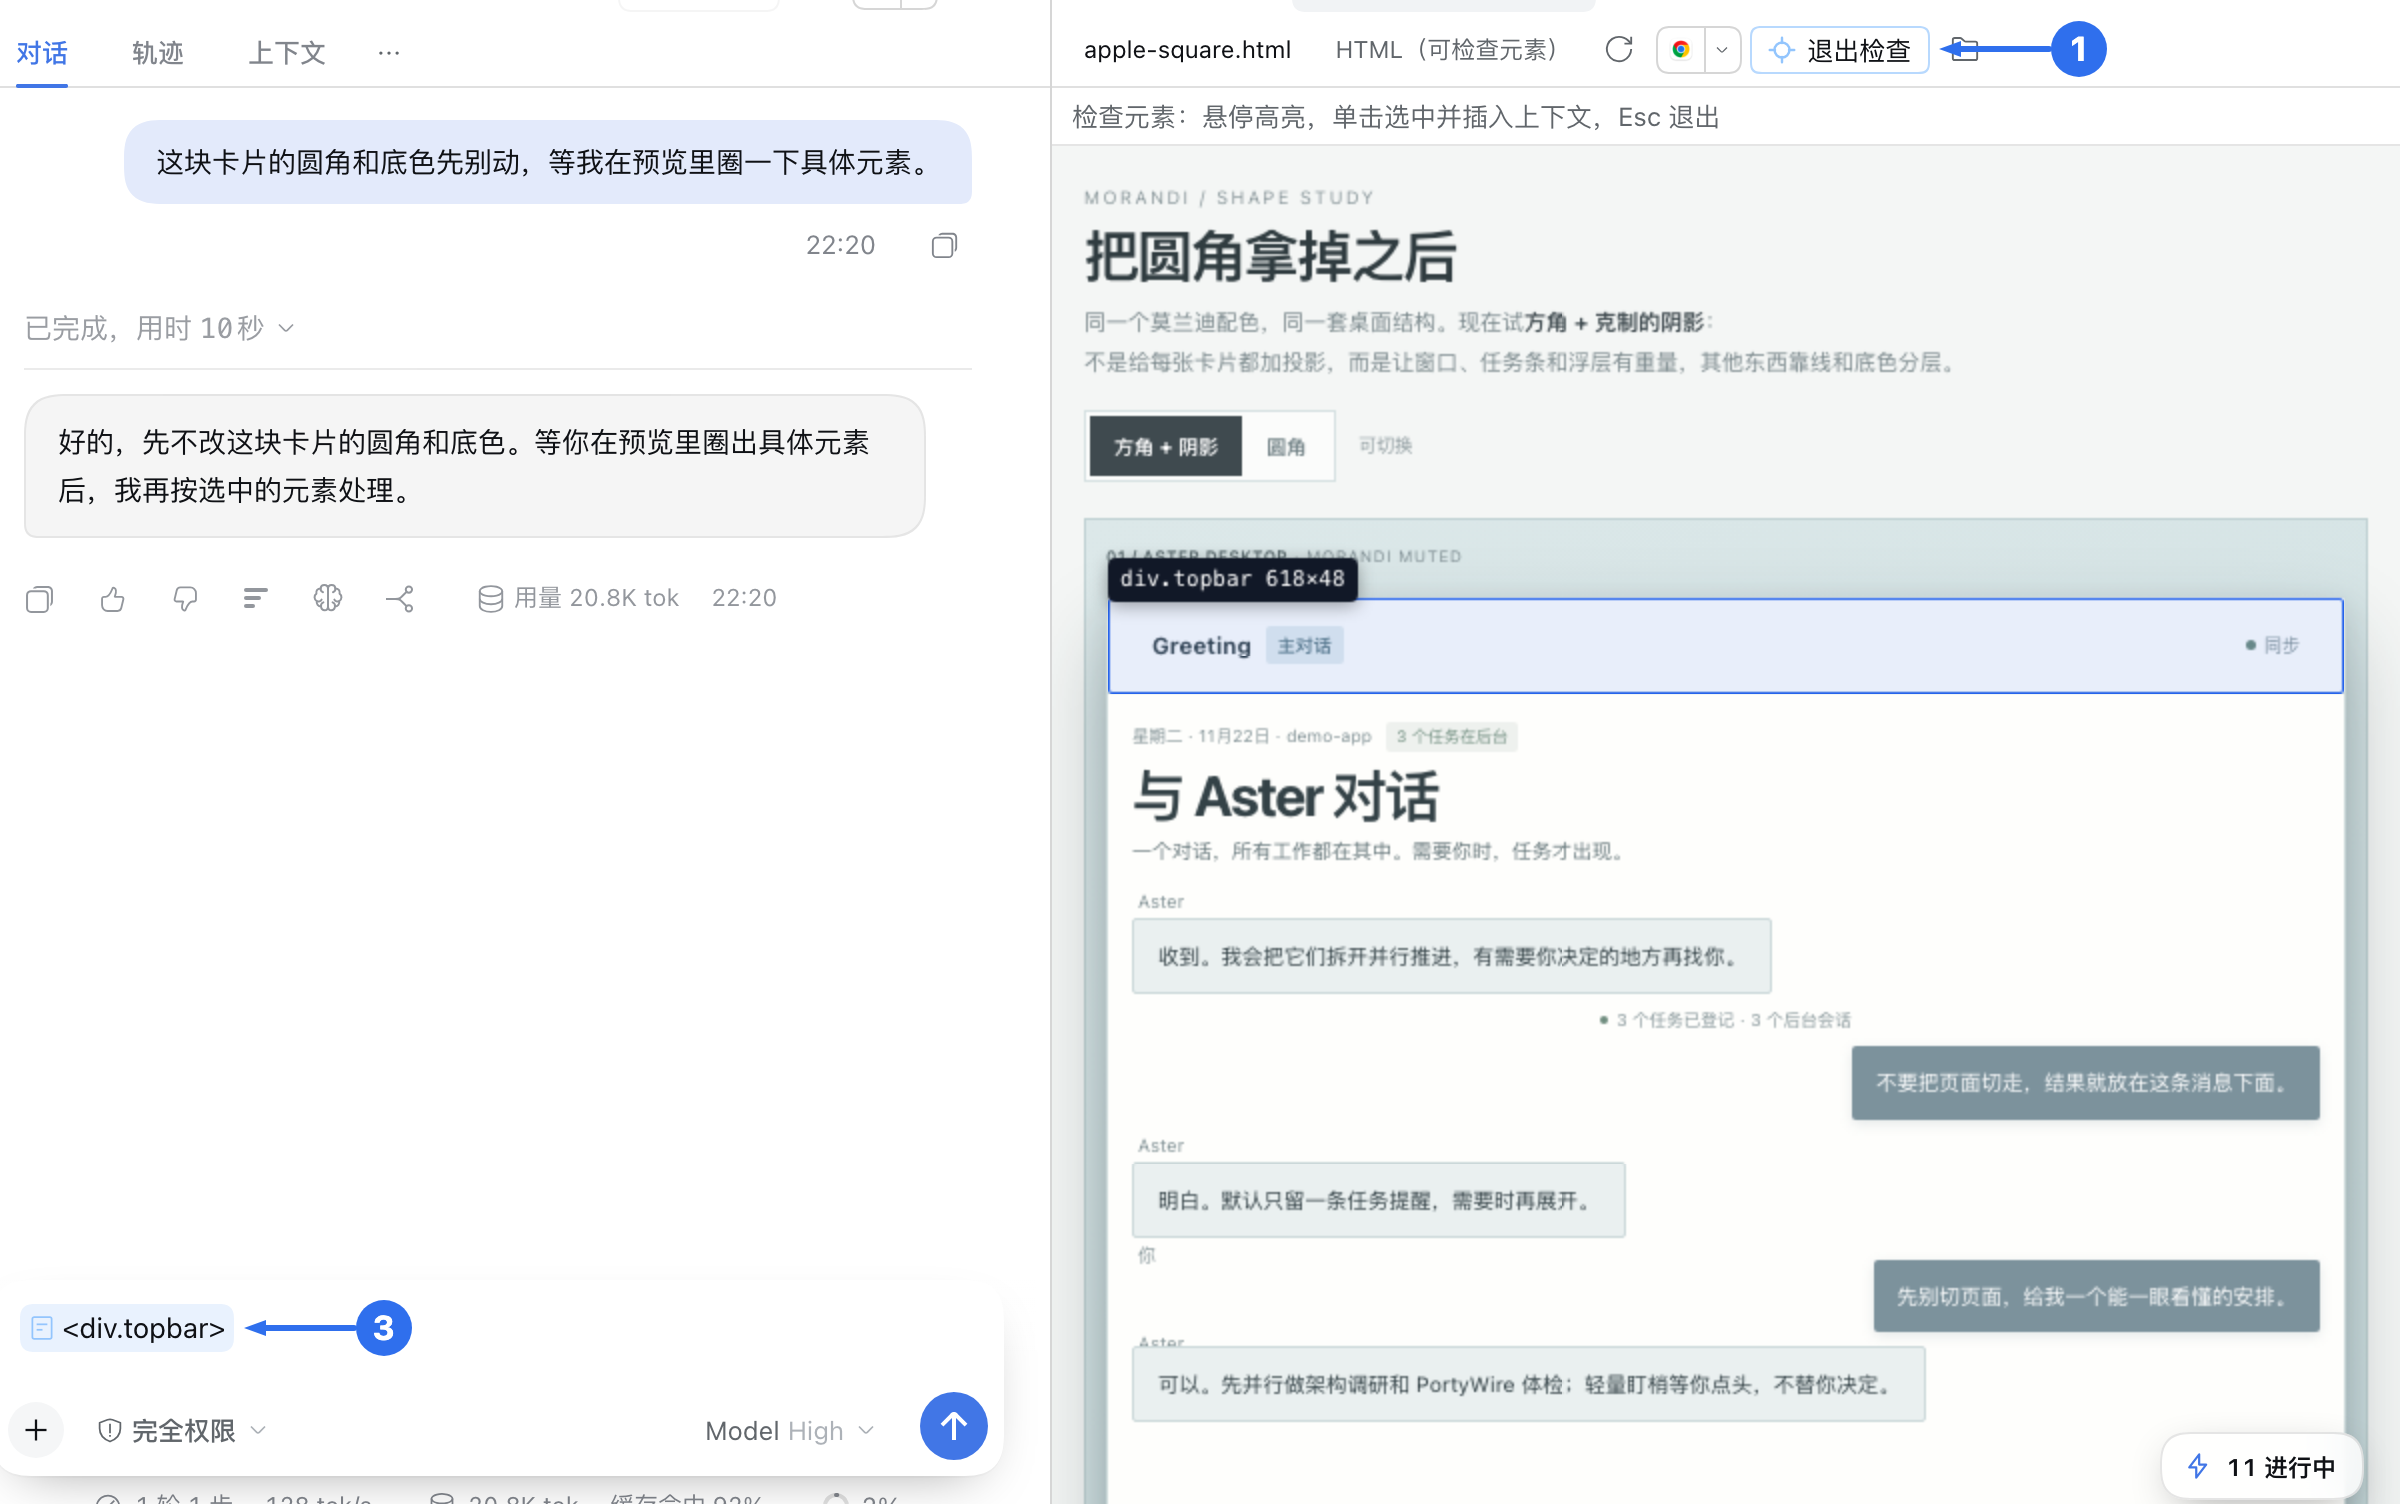 对话
轨迹
上下文
···
这块卡片的圆角和底色先别动，等我在预览里圈一下具体元素。
22:20
已完成，用时 10秒
好的，先不改这块卡片的圆角和底色。等你在预览里圈出具体元素
后，我再按选中的元素处理。
用量 20.8K tok 22:20
<div.topbar>
3
完全权限
Model High
apple-square.html
HTML（可检查元素）
退出检查
1
检查元素：悬停高亮，单击选中并插入上下文，Esc 退出
MORANDI / SHAPE STUDY
把圆角拿掉之后
同一个莫兰迪配色，同一套桌面结构。现在试方角 + 克制的阴影：
不是给每张卡片都加投影，而是让窗口、任务条和浮层有重量，其他东西靠线和底色分层。
方角 + 阴影
圆角
可切换
01 / ASTER DESKTOP · MORANDI MUTED
div.topbar 618×48
Greeting 主对话
同步
星期二 · 11月22日 · demo-app 3 个任务在后台
与 Aster 对话
一个对话，所有工作都在其中。需要你时，任务才出现。
Aster
收到。我会把它们拆开并行推进，有需要你决定的地方再找你。
3 个任务已登记 · 3 个后台会话
不要把页面切走，结果就放在这条消息下面。
Aster
明白。默认只留一条任务提醒，需要时再展开。
你
先别切页面，给我一个能一眼看懂的安排。
Aster
可以。先并行做架构调研和 PortyWire 体检；轻量盯梢等你点头，不替你决定。
11 进行中